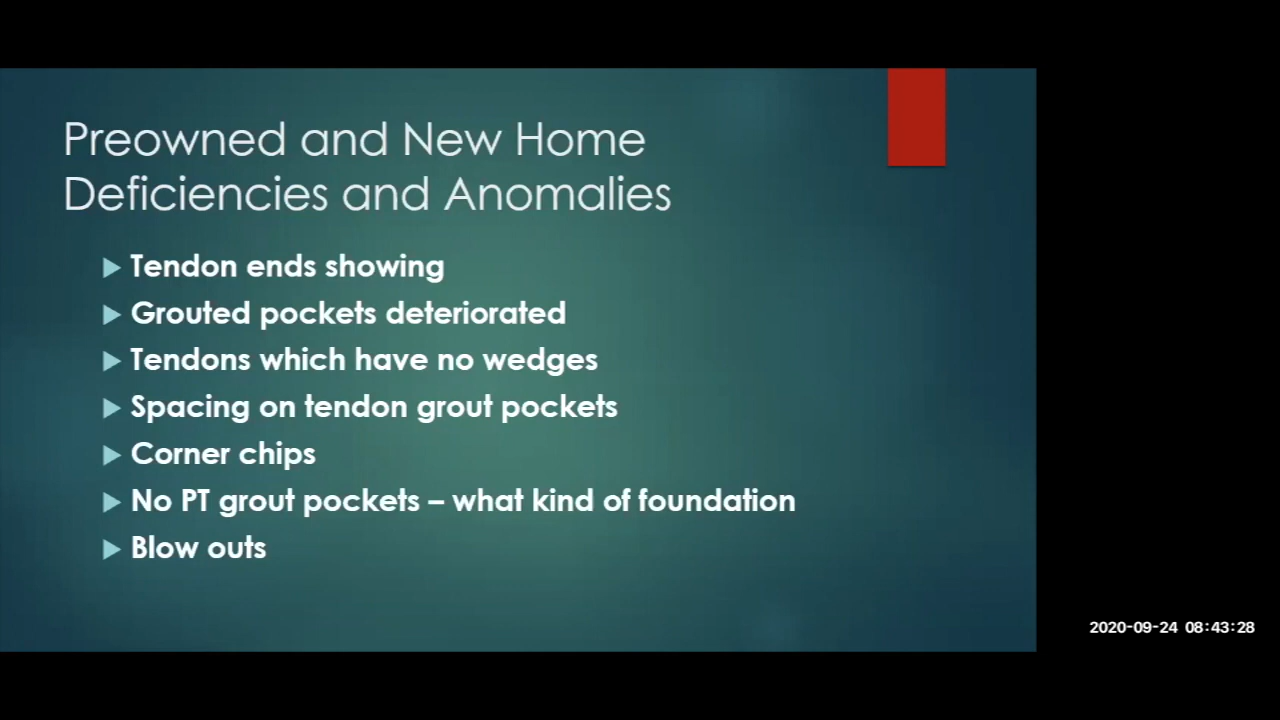 Preowned and New Home
Deficiencies and Anomalies
Tendon ends showing
Grouted pockets deteriorated
Tendons which have no wedges
Spacing on tendon grout pockets
Corner chips
No PT grout pockets – what kind of foundation
Blow outs
2020-09-24 08:43:28